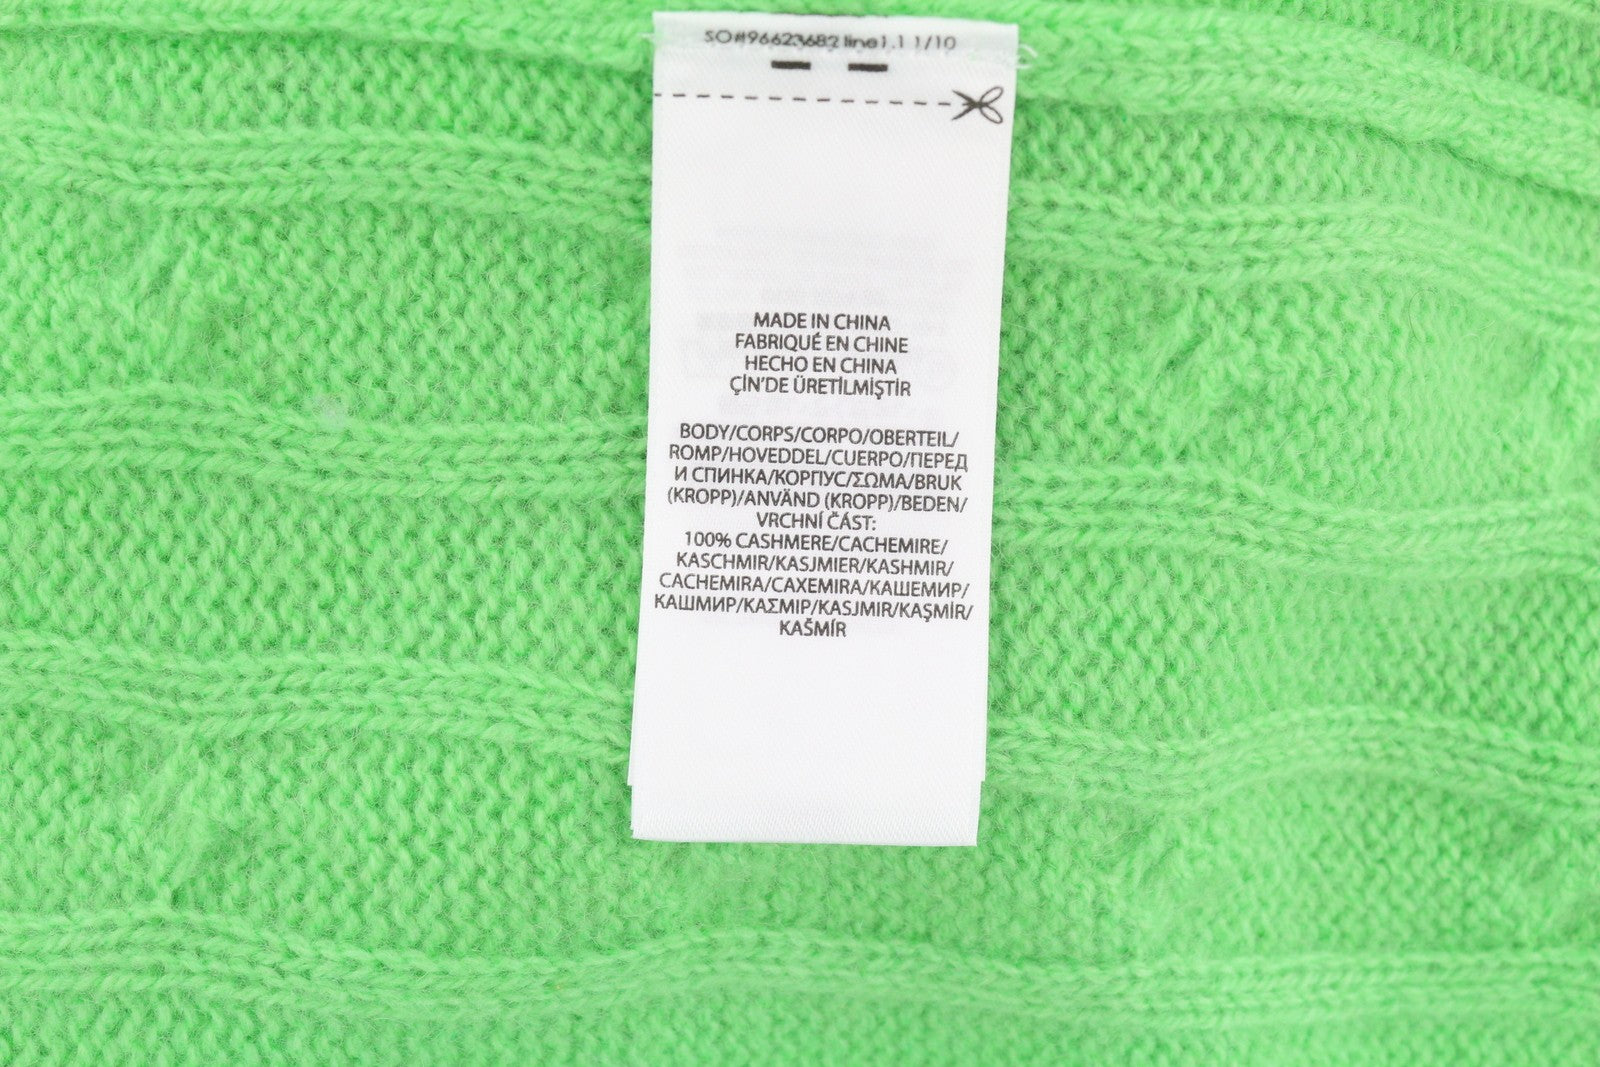 SO#96623682 line1.1 1/10
MADE IN CHINA
FABRIQUÉ EN CHINE
HECHO EN CHINA
ÇİN'DE ÜRETİLMİŞTİR
BODY/CORPS/CORPO/OBERTEIL/
ROMP/HOVEDDEL/CUERPO/ПЕРЕД
И СПИНКА/КОРПУС/ΣΩΜΑ/BRUK
(KROPP)/ANVÄND (KROPP)/BEDEN/
VRCHNÍ ČÁST:
100% CASHMERE/CACHEMIRE/
KASCHMIR/KASJMIER/KASHMIR/
CACHEMIRA/CAXEMIRA/КАШЕМИР/
КАШМИР/ΚΑΣΜΙΡ/KASJMIR/KAŞMİR/
KAŠMÍR